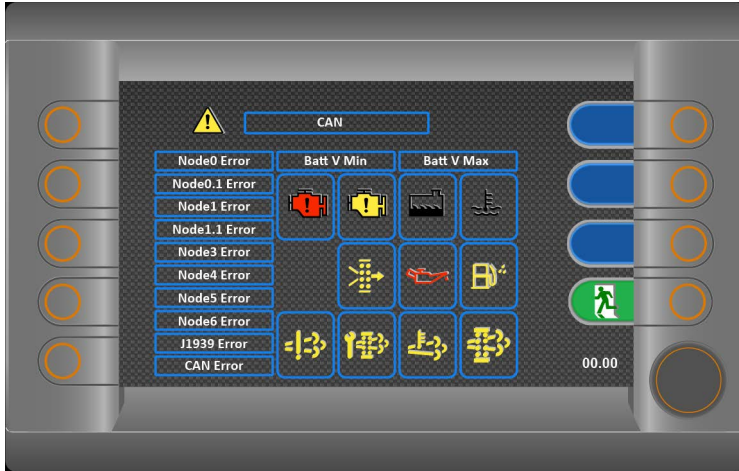 CAN
Node0 Error Batt V Min Batt V Max
Node0.1 Error
Node1 Error
Node1.1 Error
Node3 Error
Node4 Error
Node5 Error
Node6 Error
J1939 Error
CAN Error
00.00